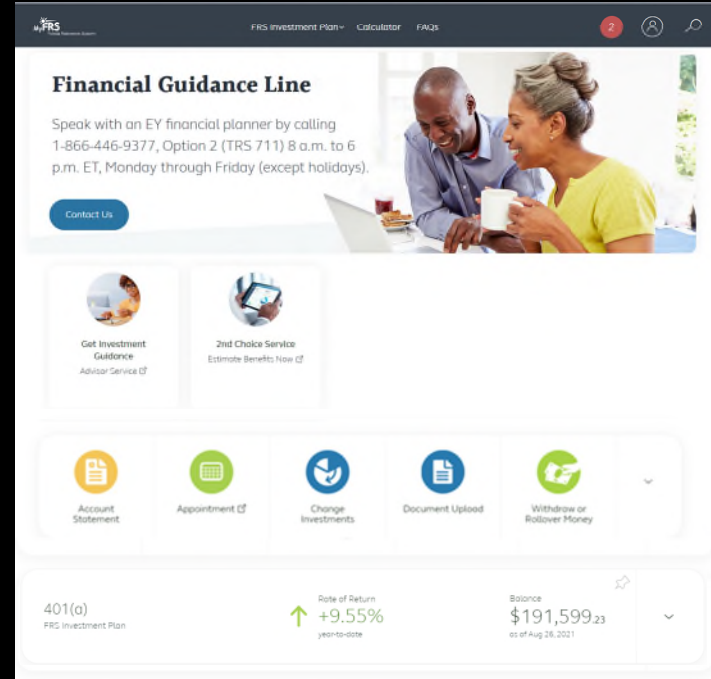 MyFRS
FRS Investment Plan Calculator FAQs
2
Financial Guidance Line
Speak with an EY financial planner by calling
1-866-446-9377, Option 2 (TRS 711) 8 a.m. to 6
p.m. ET, Monday through Friday (except holidays).
Contact Us
Get Investment
Guidance
Advisor Service
2nd Choice Service
Estimate Benefits Now
Account
Statement
Appointment
Change
Investments
Document Upload
Withdraw or
Rollover Money
401(a)
FRS Investment Plan
Rate of Return
+9.55%
year-to-date
Balance
$191,599.23
as of Aug 26, 2021